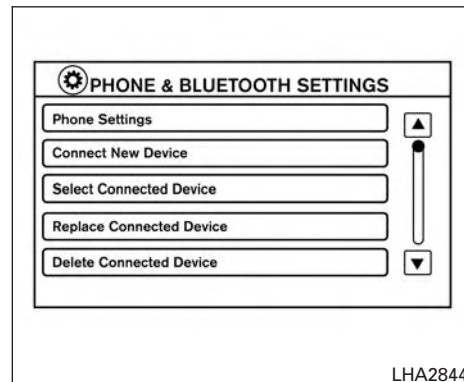 PHONE & BLUETOOTH SETTINGS
Phone Settings
Connect New Device
Select Connected Device
Replace Connected Device
Delete Connected Device
LHA2844